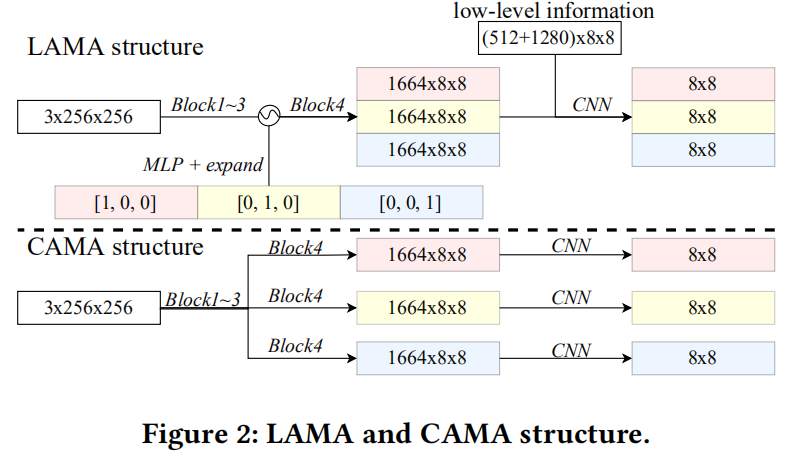 low-level information
LAMA structure
(512+1280)x8x8
1664x8x8
8x8
3x256x256
Block1~3
Block4
1664x8x8
CNN
8x8
1664x8x8
8x8
MLP + expand
[1, 0, 0]
[0, 1, 0]
[0, 0, 1]
CAMA structure
Block4
1664x8x8
CNN
8x8
3x256x256
Block1~3
Block4
1664x8x8
CNN
8x8
Block4
1664x8x8
CNN
8x8
Figure 2: LAMA and CAMA structure.